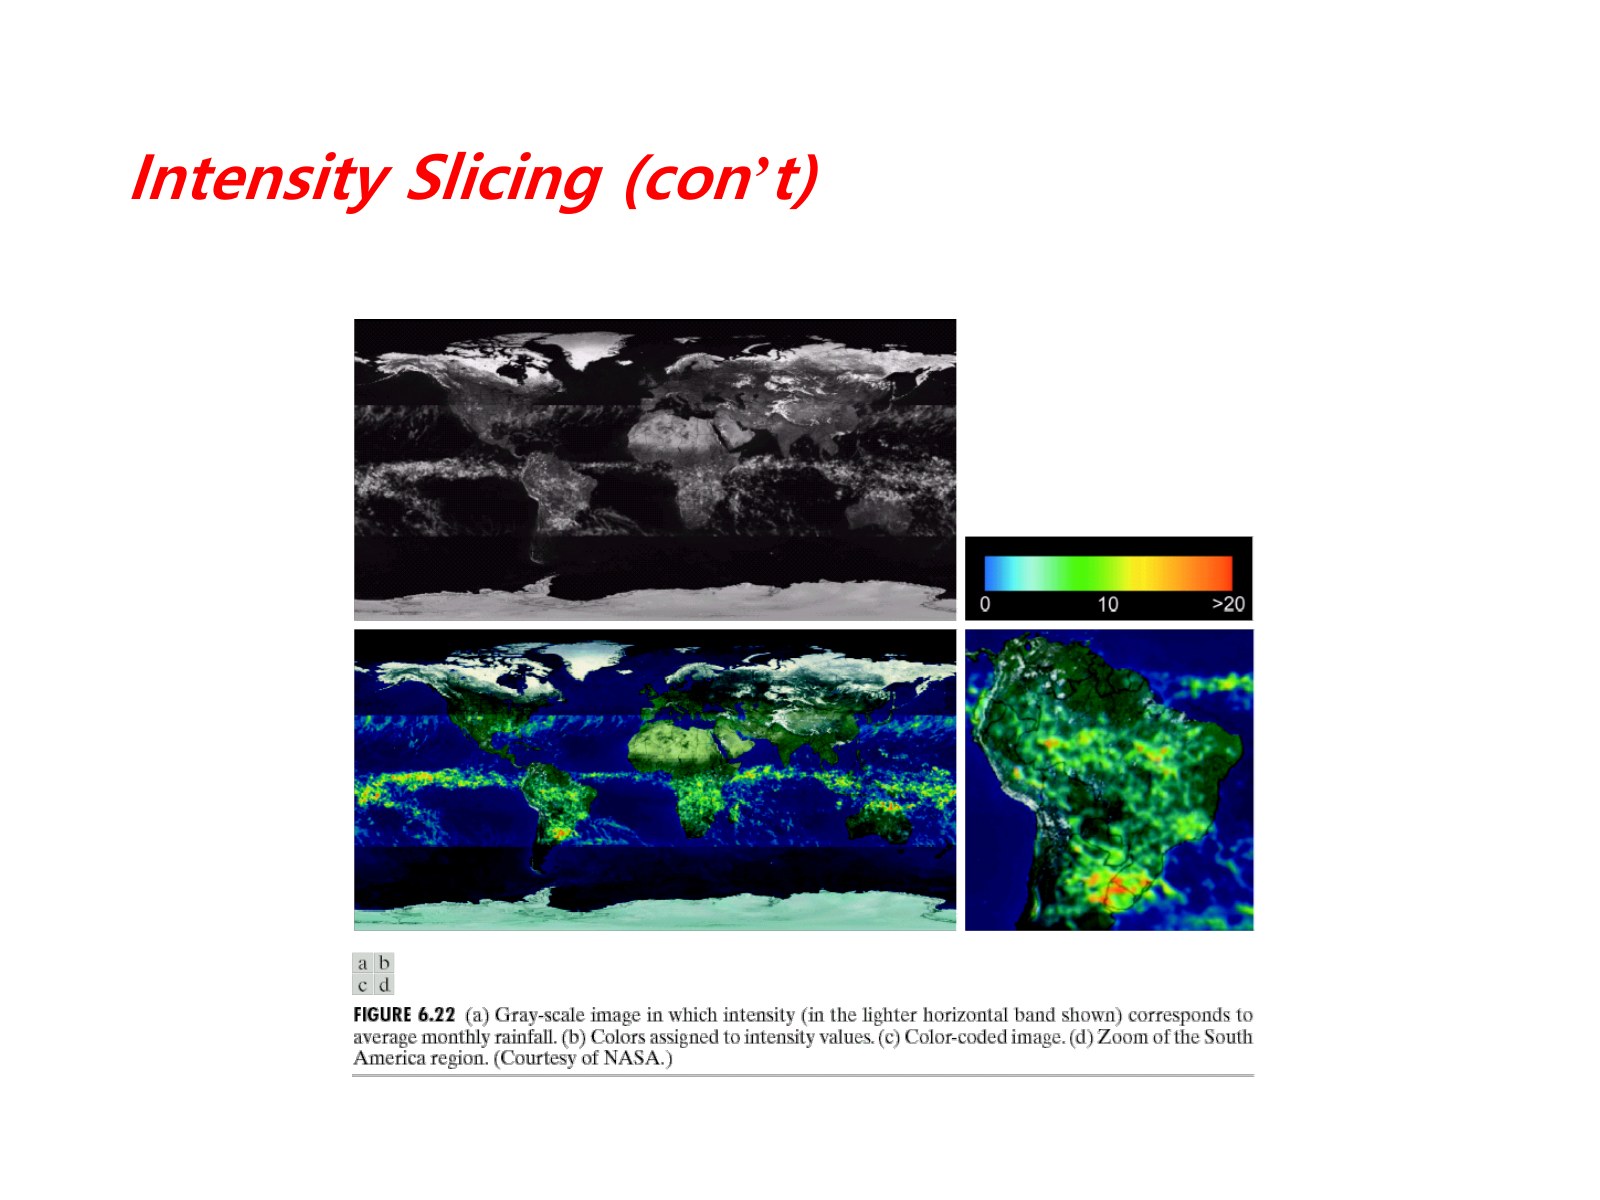 Intensity Slicing (con’t)
0 10 >20
a b
c d
FIGURE 6.22 (a) Gray-scale image in which intensity (in the lighter horizontal band shown) corresponds to
average monthly rainfall. (b) Colors assigned to intensity values. (c) Color-coded image. (d) Zoom of the South
America region. (Courtesy of NASA.)